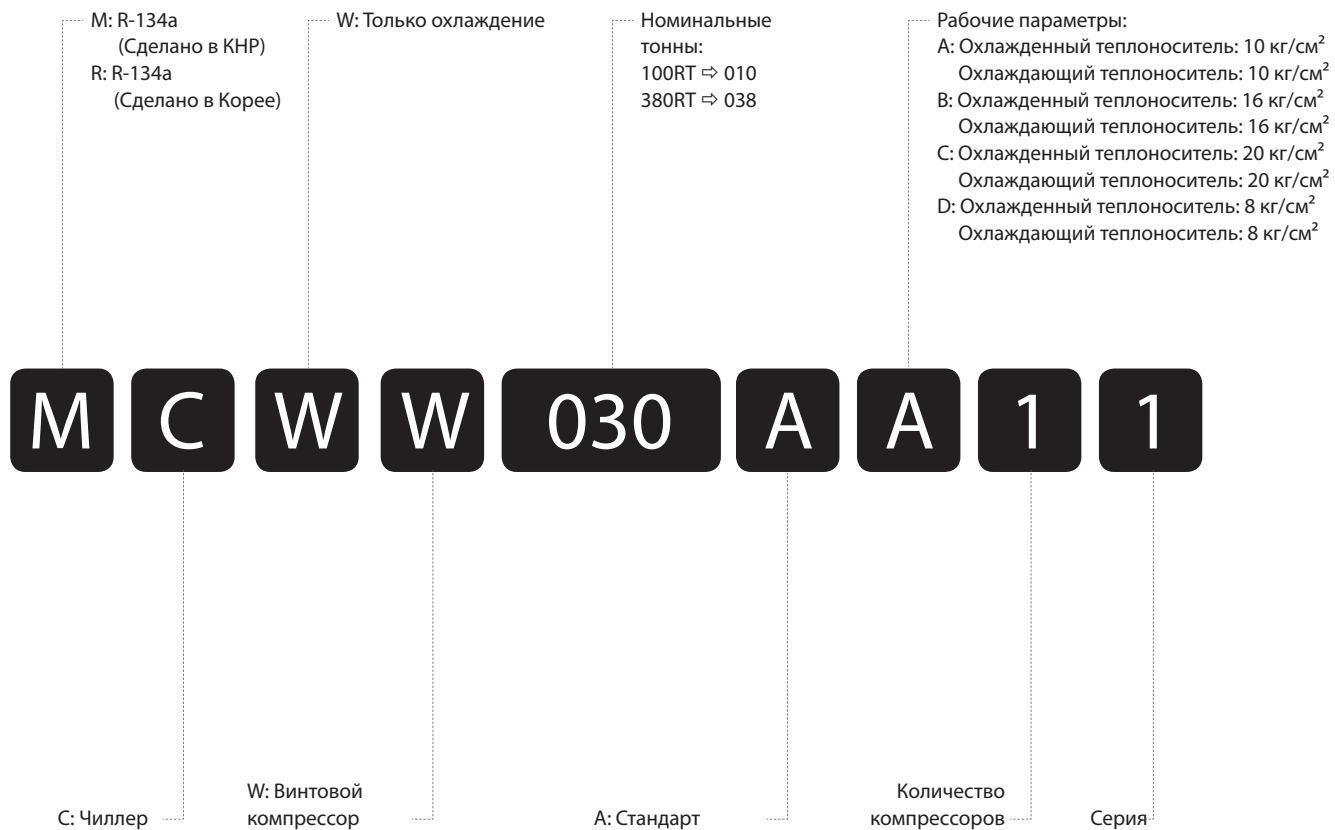 M: R-134a
(Сделано в КНР)
R: R-134a
(Сделано в Корее)
W: Только охлаждение
Номинальные
тонны:
100RT ⇨ 010
380RT ⇨ 038
Рабочие параметры:
A: Охлажденный теплоноситель: 10 кг/см²
Охлаждающий теплоноситель: 10 кг/см²
B: Охлажденный теплоноситель: 16 кг/см²
Охлаждающий теплоноситель: 16 кг/см²
C: Охлажденный теплоноситель: 20 кг/см²
Охлаждающий теплоноситель: 20 кг/см²
D: Охлажденный теплоноситель: 8 кг/см²
Охлаждающий теплоноситель: 8 кг/см²
M C W W 030 A A 1 1
C: Чиллер
W: Винтовой
компрессор
A: Стандарт
Количество
компрессоров
Серия